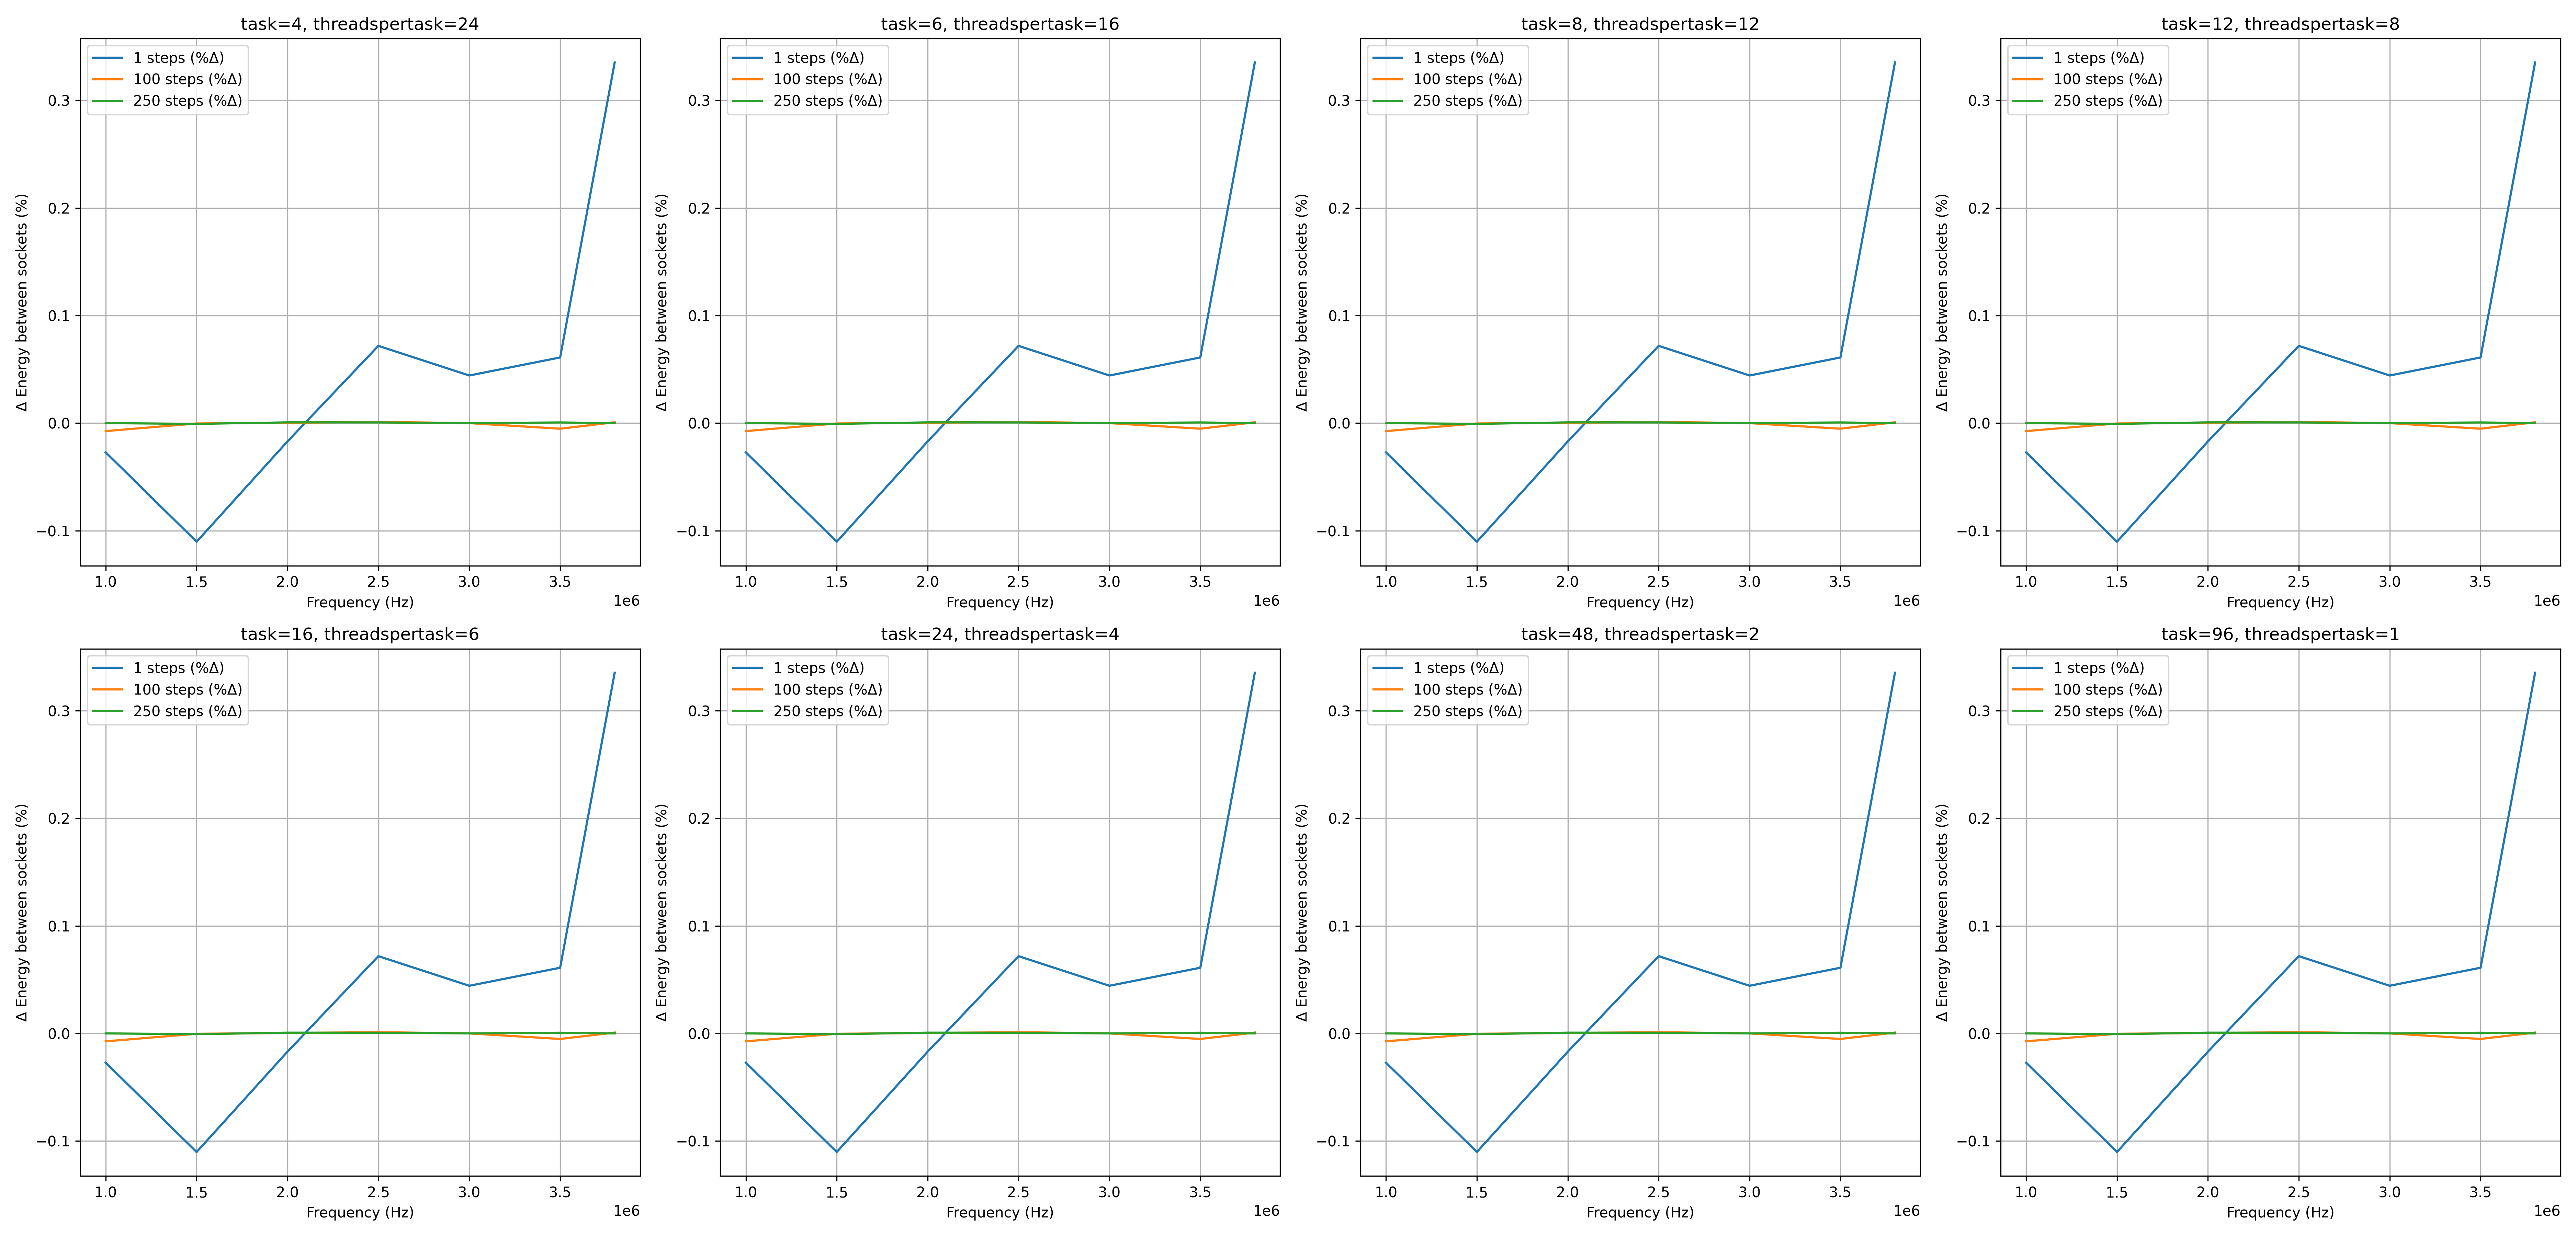 task=4, threadspertask=24
1 steps (%Δ)
100 steps (%Δ)
250 steps (%Δ)
0.3
0.2
0.1
0.0
−0.1
Δ Energy between sockets (%)
1.0 1.5 2.0 2.5 3.0 3.5
Frequency (Hz)
1e6
task=6, threadspertask=16
1 steps (%Δ)
100 steps (%Δ)
250 steps (%Δ)
0.3
0.2
0.1
0.0
−0.1
Δ Energy between sockets (%)
1.0 1.5 2.0 2.5 3.0 3.5
Frequency (Hz)
1e6
task=8, threadspertask=12
1 steps (%Δ)
100 steps (%Δ)
250 steps (%Δ)
0.3
0.2
0.1
0.0
−0.1
Δ Energy between sockets (%)
1.0 1.5 2.0 2.5 3.0 3.5
Frequency (Hz)
1e6
task=12, threadspertask=8
1 steps (%Δ)
100 steps (%Δ)
250 steps (%Δ)
0.3
0.2
0.1
0.0
−0.1
Δ Energy between sockets (%)
1.0 1.5 2.0 2.5 3.0 3.5
Frequency (Hz)
1e6
task=16, threadspertask=6
1 steps (%Δ)
100 steps (%Δ)
250 steps (%Δ)
0.3
0.2
0.1
0.0
−0.1
Δ Energy between sockets (%)
1.0 1.5 2.0 2.5 3.0 3.5
Frequency (Hz)
1e6
task=24, threadspertask=4
1 steps (%Δ)
100 steps (%Δ)
250 steps (%Δ)
0.3
0.2
0.1
0.0
−0.1
Δ Energy between sockets (%)
1.0 1.5 2.0 2.5 3.0 3.5
Frequency (Hz)
1e6
task=48, threadspertask=2
1 steps (%Δ)
100 steps (%Δ)
250 steps (%Δ)
0.3
0.2
0.1
0.0
−0.1
Δ Energy between sockets (%)
1.0 1.5 2.0 2.5 3.0 3.5
Frequency (Hz)
1e6
task=96, threadspertask=1
1 steps (%Δ)
100 steps (%Δ)
250 steps (%Δ)
0.3
0.2
0.1
0.0
−0.1
Δ Energy between sockets (%)
1.0 1.5 2.0 2.5 3.0 3.5
Frequency (Hz)
1e6